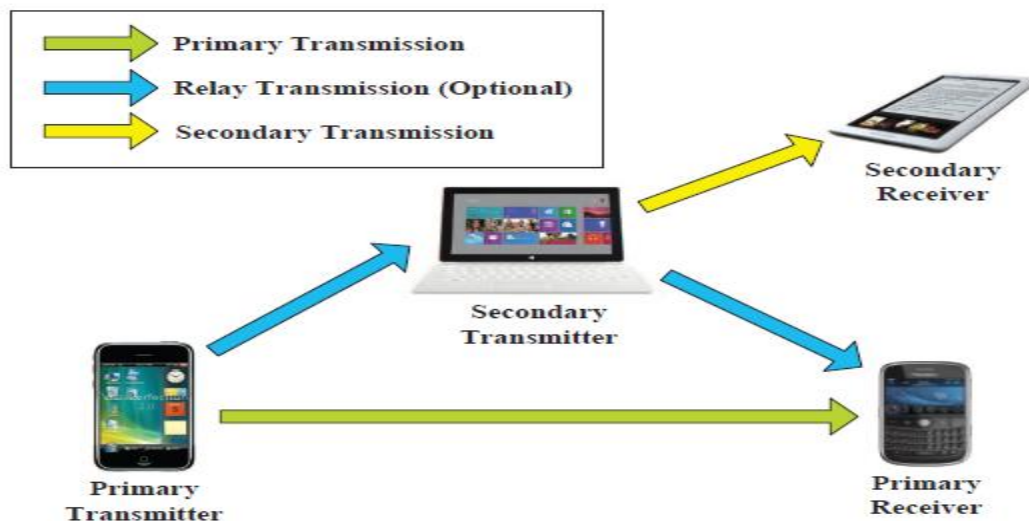 Primary Transmission
Relay Transmission (Optional)
Secondary Transmission
Secondary
Receiver
Secondary
Transmitter
Primary
Transmitter
Primary
Receiver